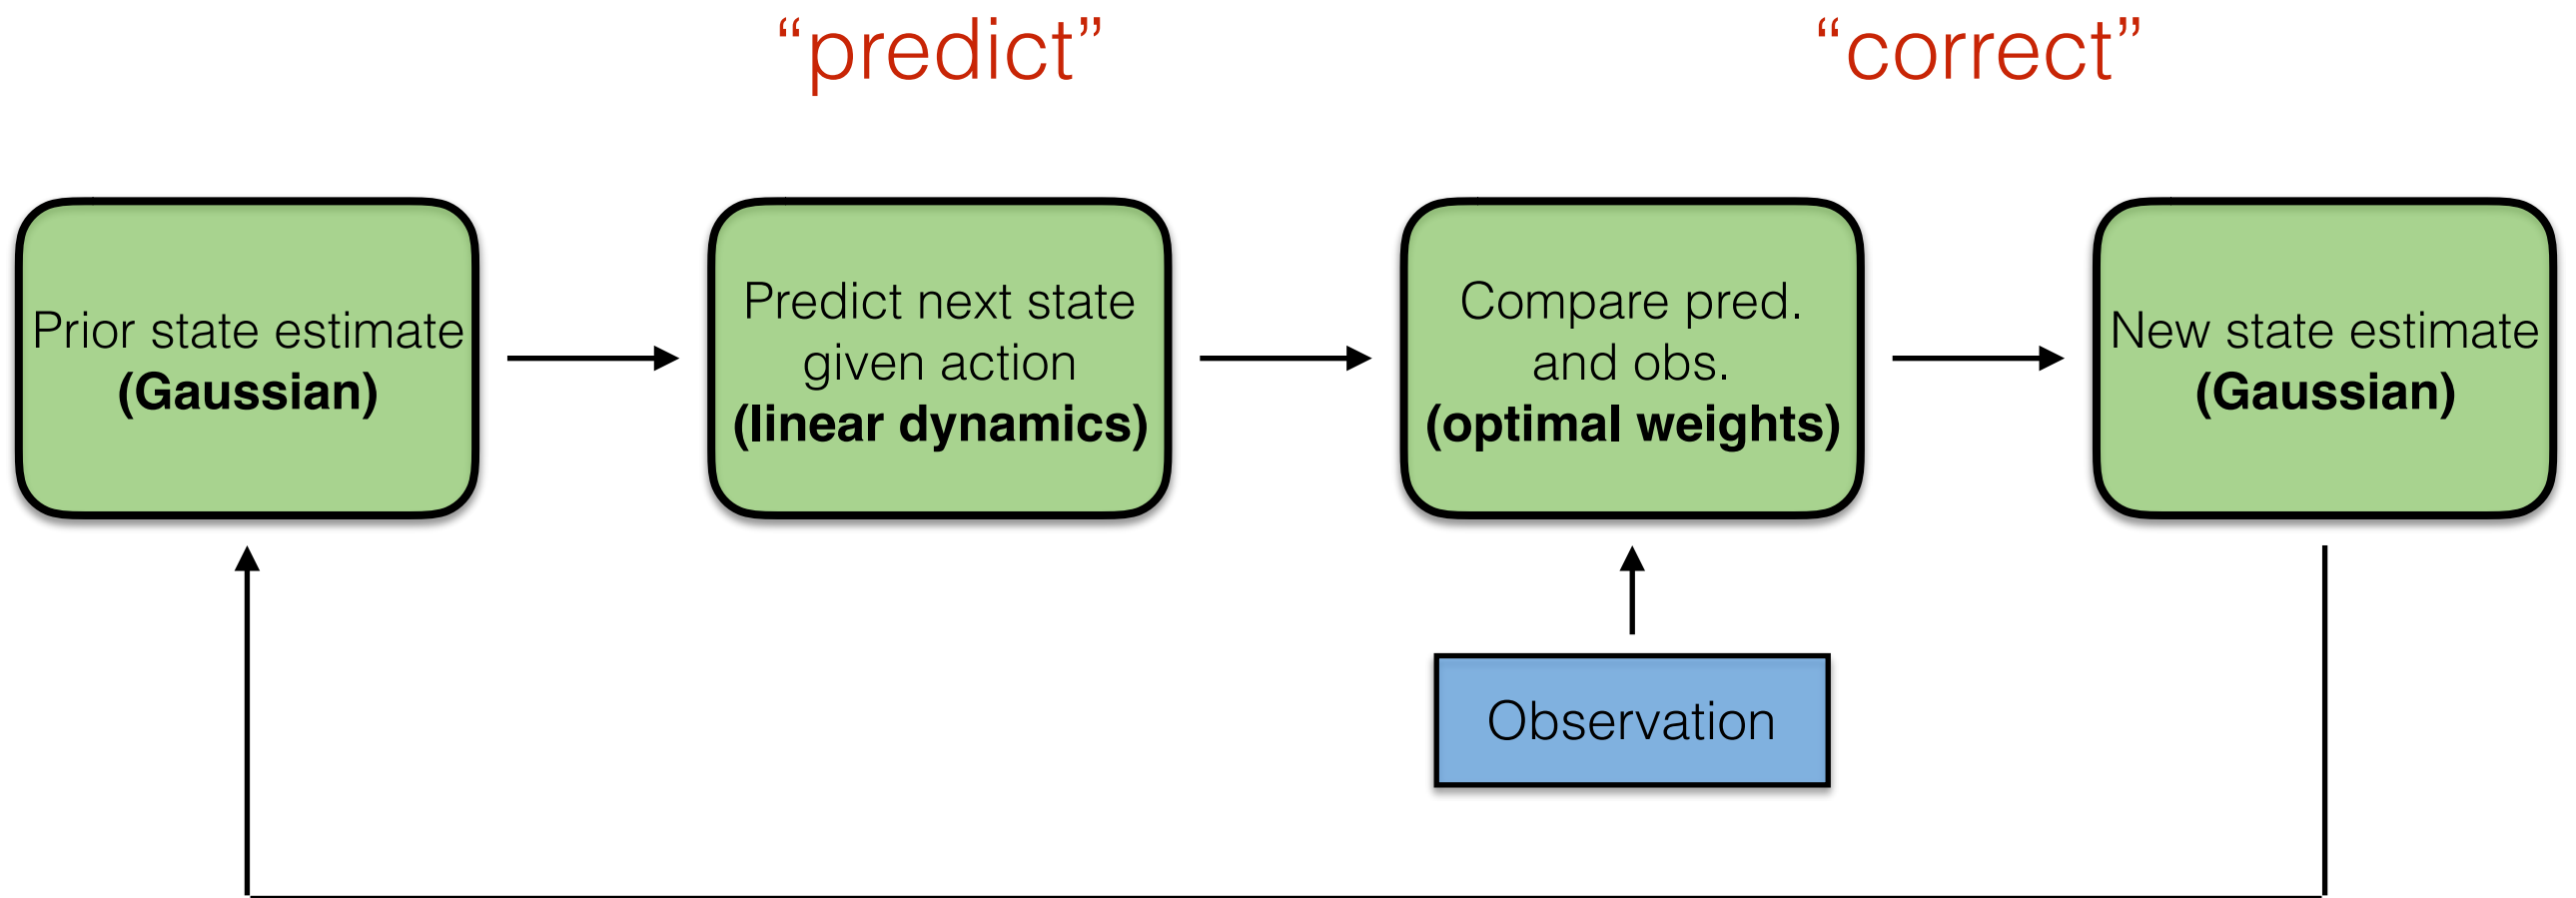 “predict”
“correct”
Prior state estimate
(Gaussian)
Predict next state
given action
(linear dynamics)
Compare pred.
and obs.
(optimal weights)
New state estimate
(Gaussian)
Observation